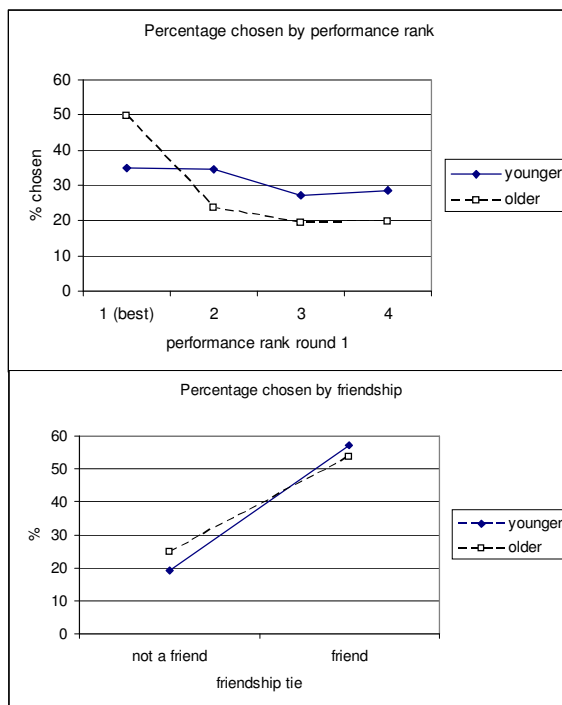 Percentage chosen by performance rank
60
50
40
30
20
10
0
% chosen
1 (best) 2 3 4
performance rank round 1
younger
older
Percentage chosen by friendship
60
50
40
30
20
10
0
%
not a friend friend
friendship tie
younger
older